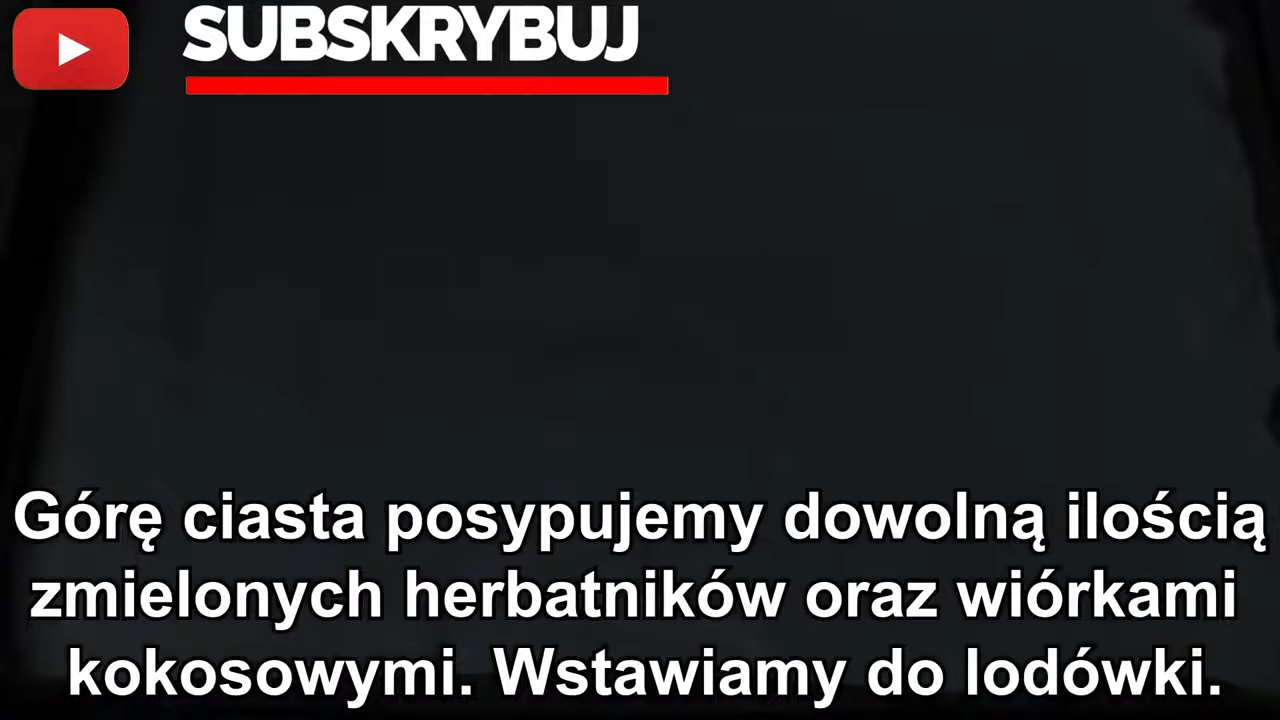 SUBSKRYBUJ
Górę ciasta posypujemy dowolną ilością
zmielonych herbatników oraz wiórkami
kokosowymi. Wstawiamy do lodówki.